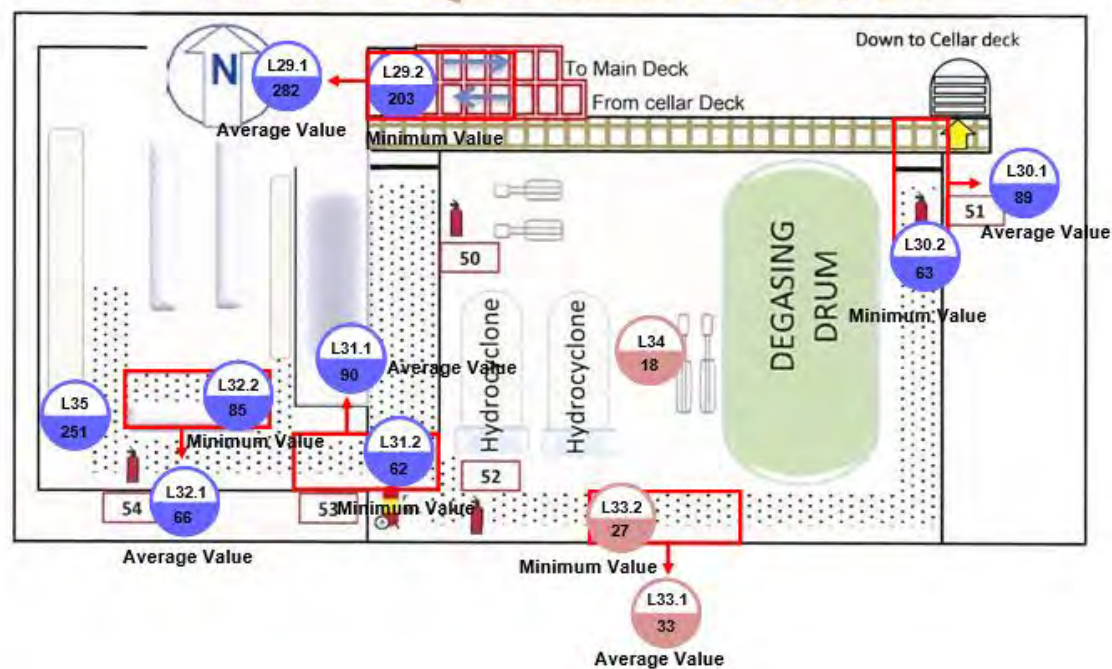 Down to Cellar deck
N
L29.1
282
Average Value
L29.2
203
Minimum Value
To Main Deck
From cellar Deck
L30.1
89
Average Value
51
L30.2
63
Minimum Value
50
Hydrocyclone
Hydrocyclone
L34
18
DEGASING
DRUM
L31.1
90
Average Value
L32.2
85
Minimum Value
L35
251
L31.2
62
Minimum Value
52
54
L32.1
66
Average Value
53
L33.2
27
Minimum Value
L33.1
33
Average Value